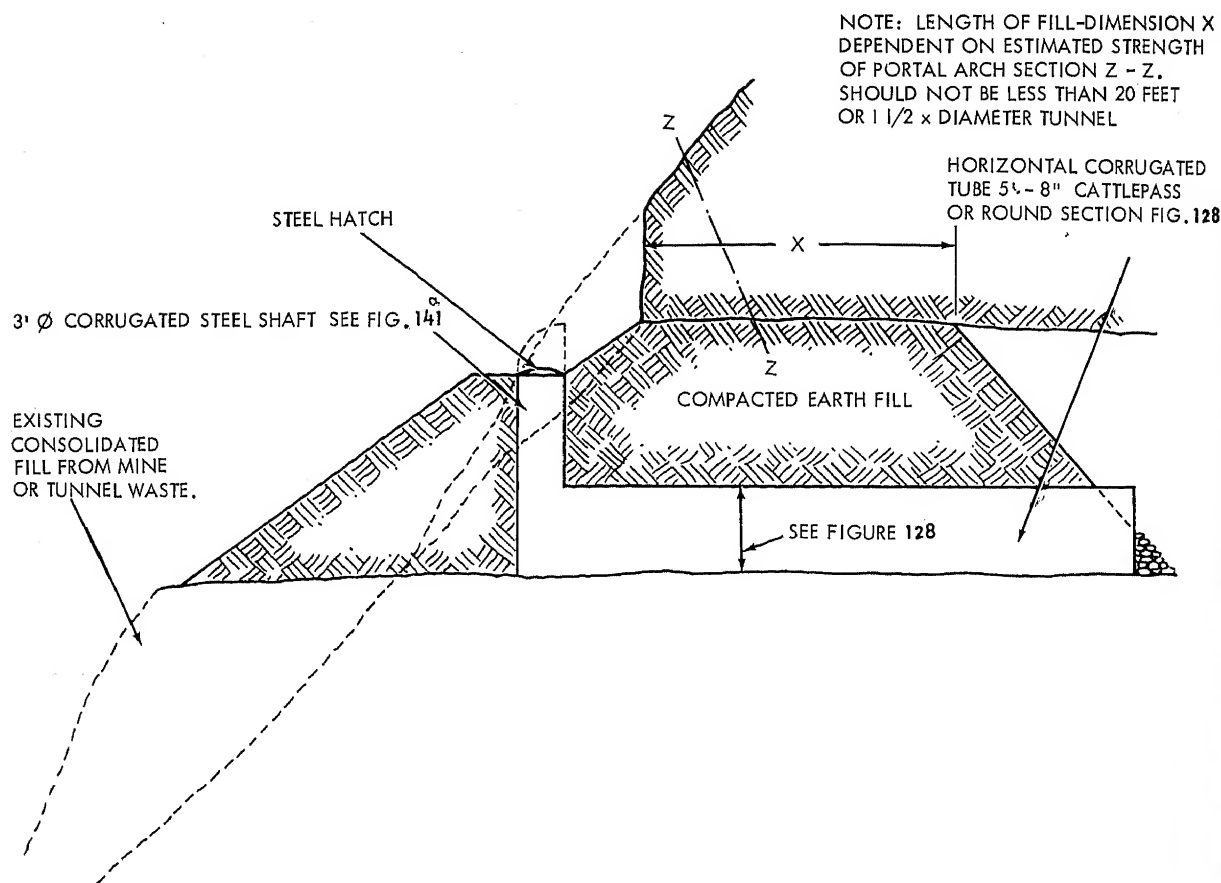 NOTE: LENGTH OF FILL-DIMENSION X
DEPENDENT ON ESTIMATED STRENGTH
OF PORTAL ARCH SECTION Z - Z.
SHOULD NOT BE LESS THAN 20 FEET
OR 1 1/2 x DIAMETER TUNNEL
HORIZONTAL CORRUGATED
TUBE 5' - 8" CATTLEPASS
OR ROUND SECTION FIG. 128
Z
STEEL HATCH
X
3' Ø CORRUGATED STEEL SHAFT SEE FIG. 141a
Z
COMPACTED EARTH FILL
EXISTING
CONSOLIDATED
FILL FROM MINE
OR TUNNEL WASTE.
SEE FIGURE 128